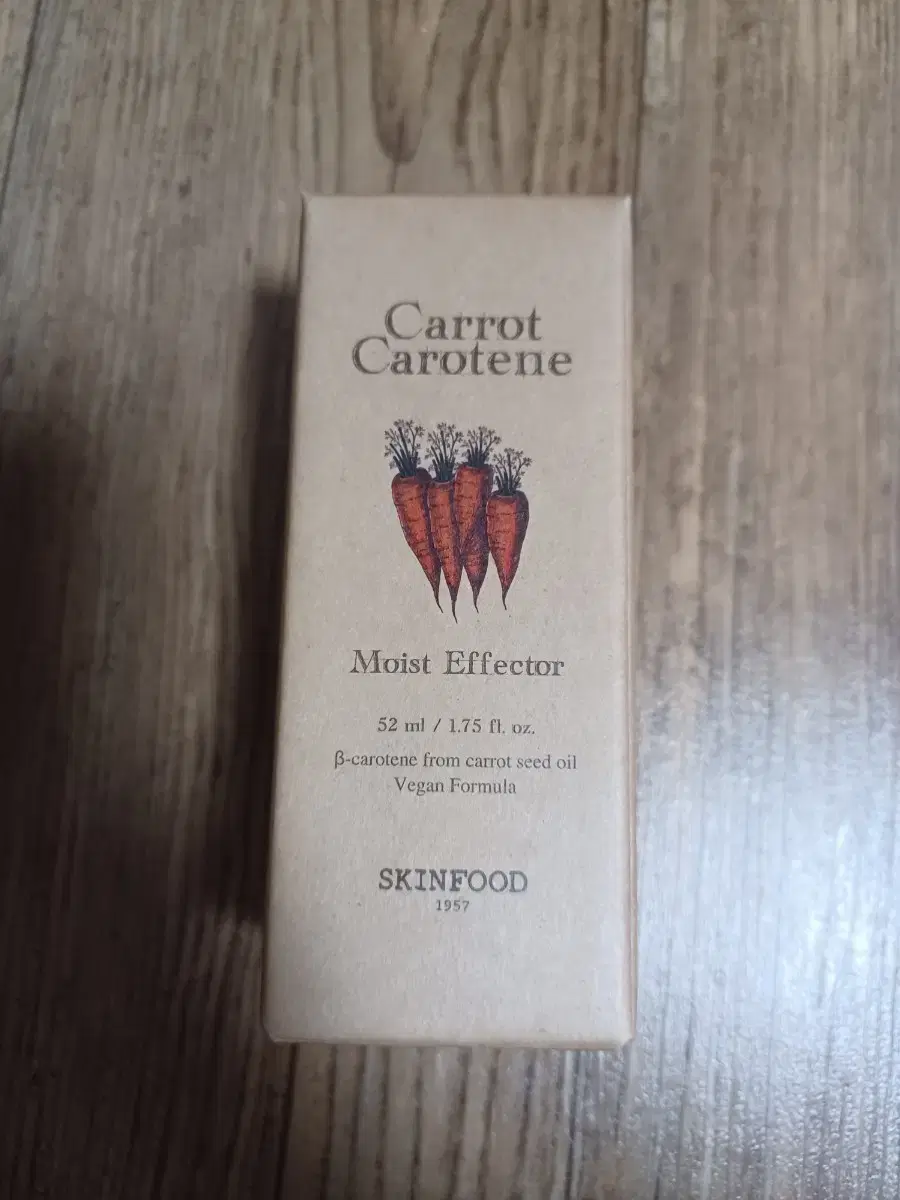 Carrot
Carotene
Moist Effector
52 ml / 1.75 fl. oz.
β-carotene from carrot seed oil
Vegan Formula
SKINFOOD
1957